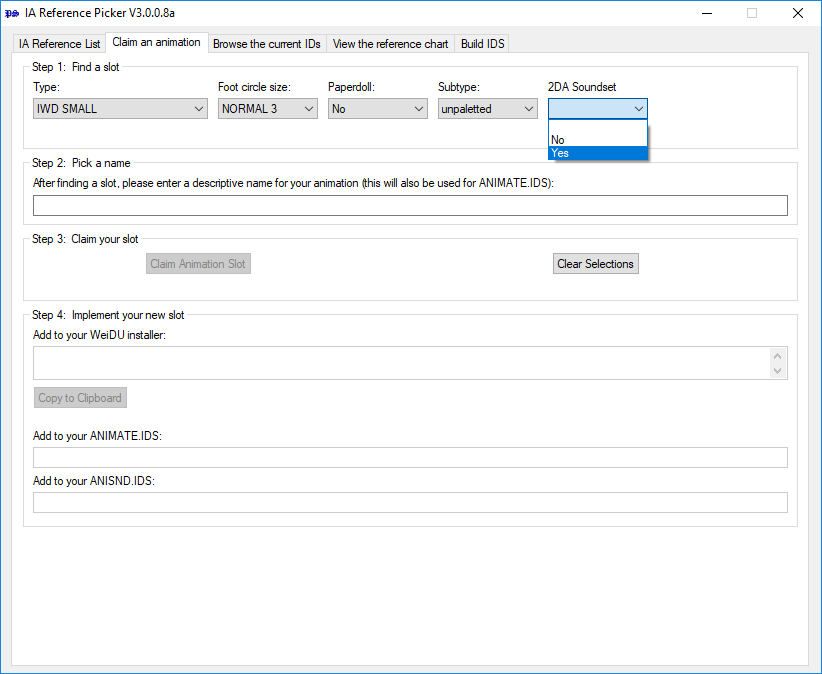 IA Reference Picker V3.0.0.8a
IA Reference List Claim an animation Browse the current IDs View the reference chart Build IDS
Step 1: Find a slot
Type: Foot circle size: Paperdoll: Subtype: 2DA Soundset
IWD SMALL NORMAL 3 No unpaletted
No
Yes
Step 2: Pick a name
After finding a slot, please enter a descriptive name for your animation (this will also be used for ANIMATE.IDS):
Step 3: Claim your slot
Claim Animation Slot Clear Selections
Step 4: Implement your new slot
Add to your WeiDU installer:
Copy to Clipboard
Add to your ANIMATE.IDS:
Add to your ANISND.IDS: